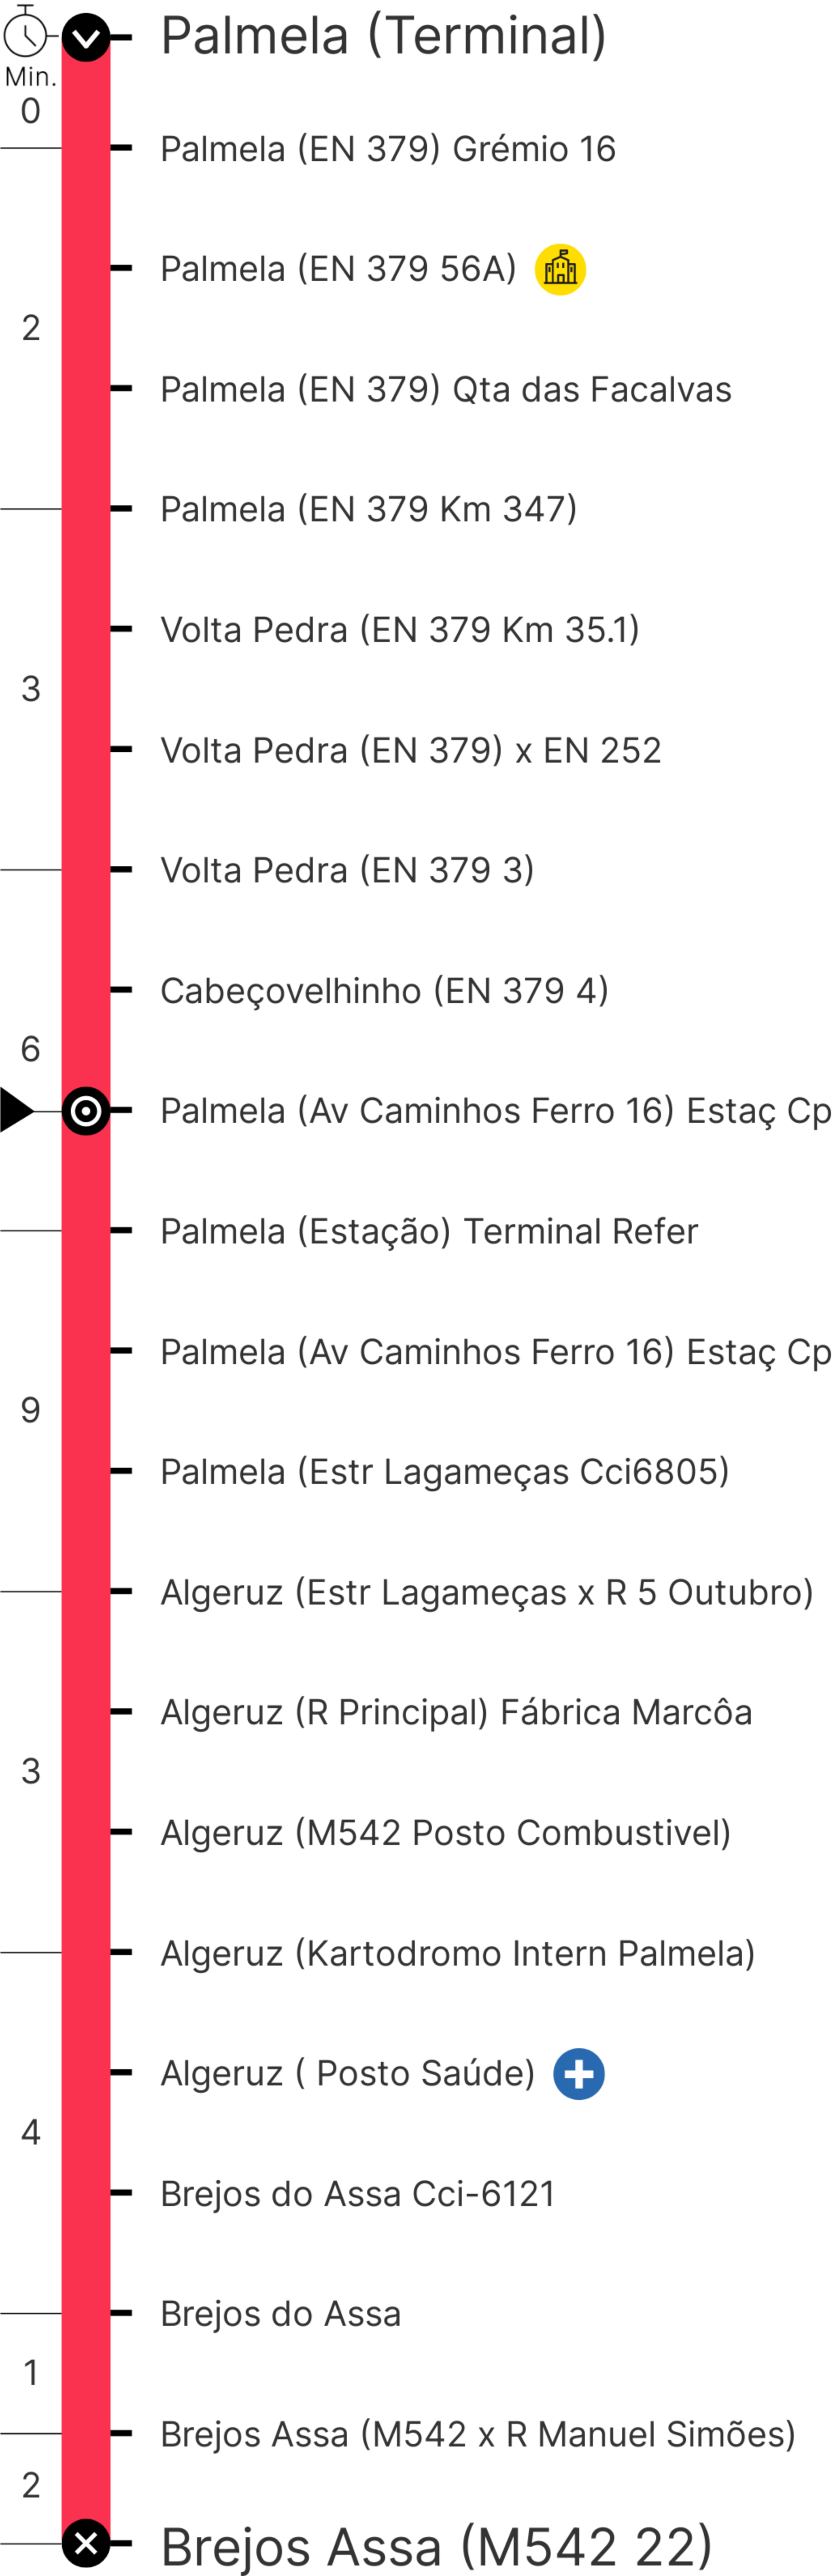 Palmela (Terminal)
Min.
0
Palmela (EN 379) Grémio 16
Palmela (EN 379 56A)
2
Palmela (EN 379) Qta das Facalvas
Palmela (EN 379 Km 347)
Volta Pedra (EN 379 Km 35.1)
3
Volta Pedra (EN 379) x EN 252
Volta Pedra (EN 379 3)
Cabeçovelhinho (EN 379 4)
6
Palmela (Av Caminhos Ferro 16) Estaç Cp
Palmela (Estação) Terminal Refer
Palmela (Av Caminhos Ferro 16) Estaç Cp
9
Palmela (Estr Lagameças Cci6805)
Algeruz (Estr Lagameças x R 5 Outubro)
Algeruz (R Principal) Fábrica Marcôa
3
Algeruz (M542 Posto Combustivel)
Algeruz (Kartodromo Intern Palmela)
Algeruz ( Posto Saúde)
4
Brejos do Assa Cci-6121
Brejos do Assa
1
Brejos Assa (M542 x R Manuel Simões)
2
Brejos Assa (M542 22)